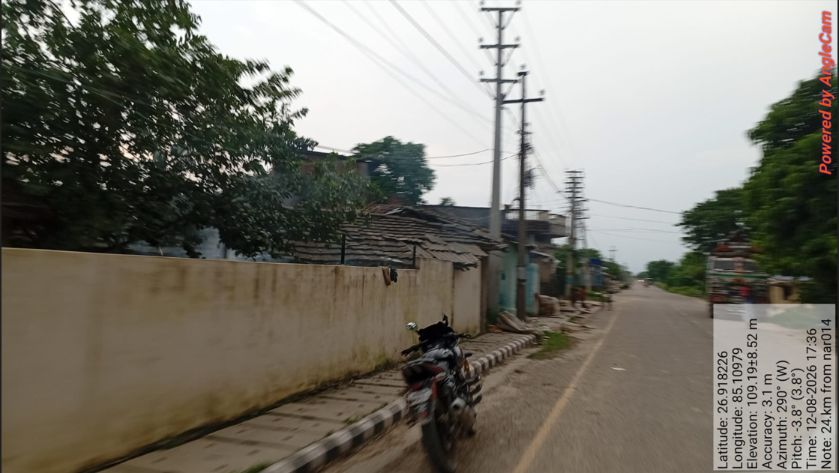 Powered by AngleCam
Latitude: 26.918226
Longitude: 85.10979
Elevation: 109.19±8.52 m
Accuracy: 3.1 m
Azimuth: 290° (W)
Pitch: -3.8° (3.8°)
Time: 12-08-2026 17:36
Note: 24.km from nar014